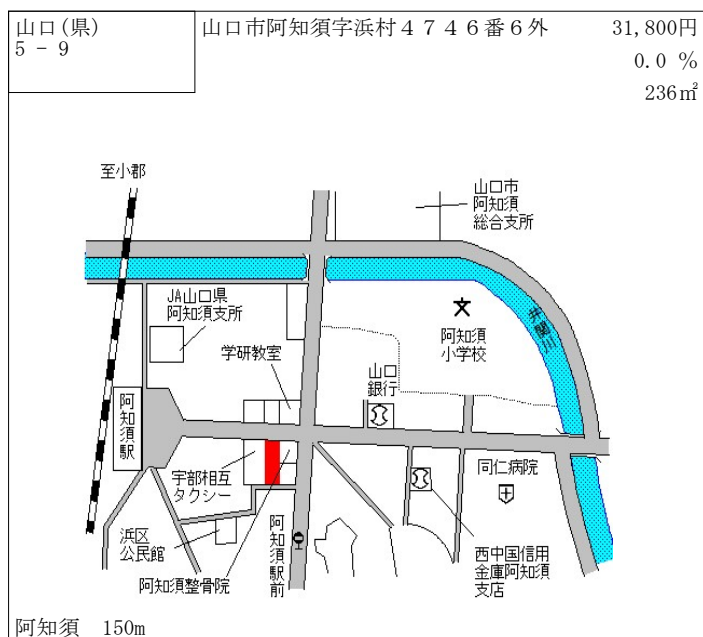 山口(県)
5 - 9
山口市阿知須字浜村4746番6外
31,800円
0.0 %
236㎡
至小郡
山口市
阿知須
総合支所
JA山口県
阿知須支所
井関川
阿知須
小学校
学研教室
山口
銀行
阿知須駅
宇部相互
タクシー
同仁病院
浜区
公民館
阿知須整骨院
阿知須駅前
西中国信用
金庫阿知須
支店
阿知須 150m